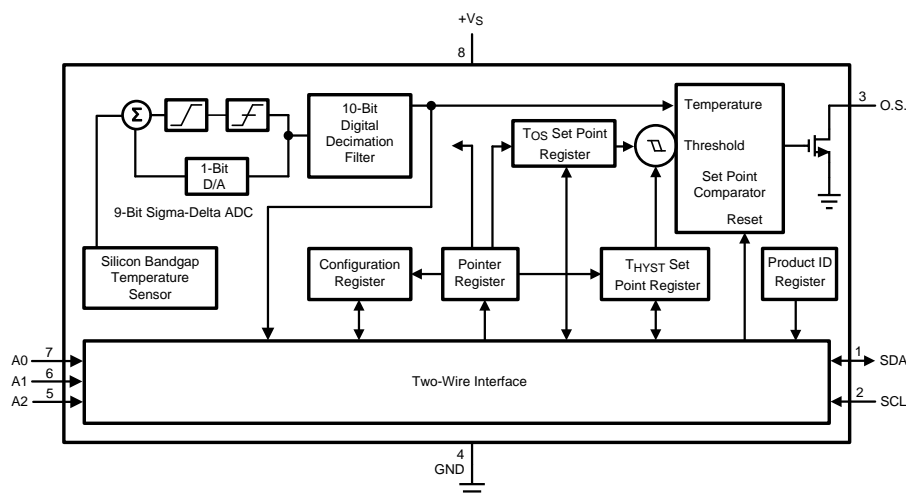 +VS
8
10-Bit
Digital
Decimation
Filter
Σ
1-Bit
D/A
9-Bit Sigma-Delta ADC
Silicon Bandgap
Temperature
Sensor
TOS Set Point
Register
Temperature
Threshold
Set Point
Comparator
Reset
3
O.S.
Configuration
Register
Pointer
Register
THYST Set
Point Register
Product ID
Register
A0
7
A1
6
A2
5
Two-Wire Interface
1
SDA
2
SCL
4
GND